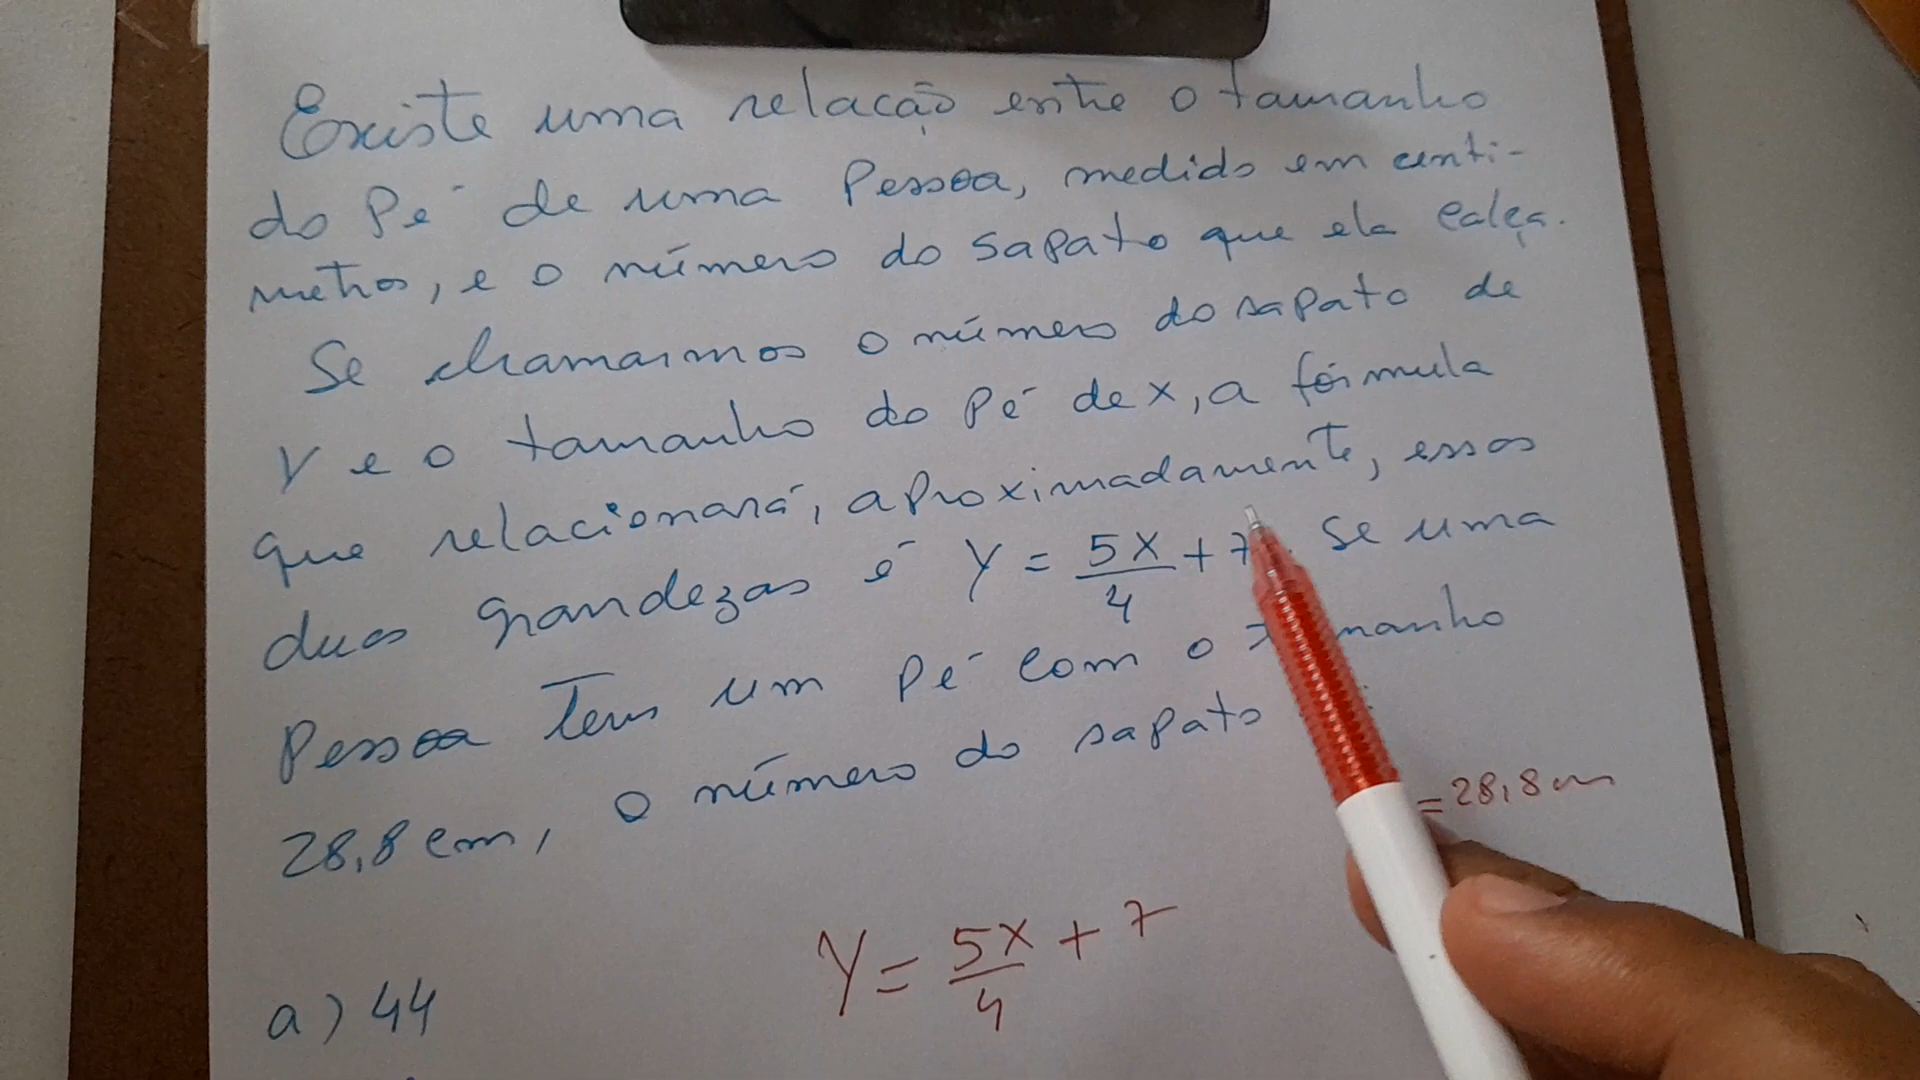 Existe uma relação entre o tamanho
do Pé de uma Pessoa, medido em centi-
metros, e o número do sapato que ela calça.
Se chamarmos o número do sapato de
Y e o tamanho do Pé de x, a fórmula
que relacionará, aproximadamente, essas
duas grandezas é Y = 5x/4 + 7. Se uma
Pessoa tem um pé com o
28,8 cm, o número do sapato
= 28,8 cm
Y = 5x/4 + 7
a) 44